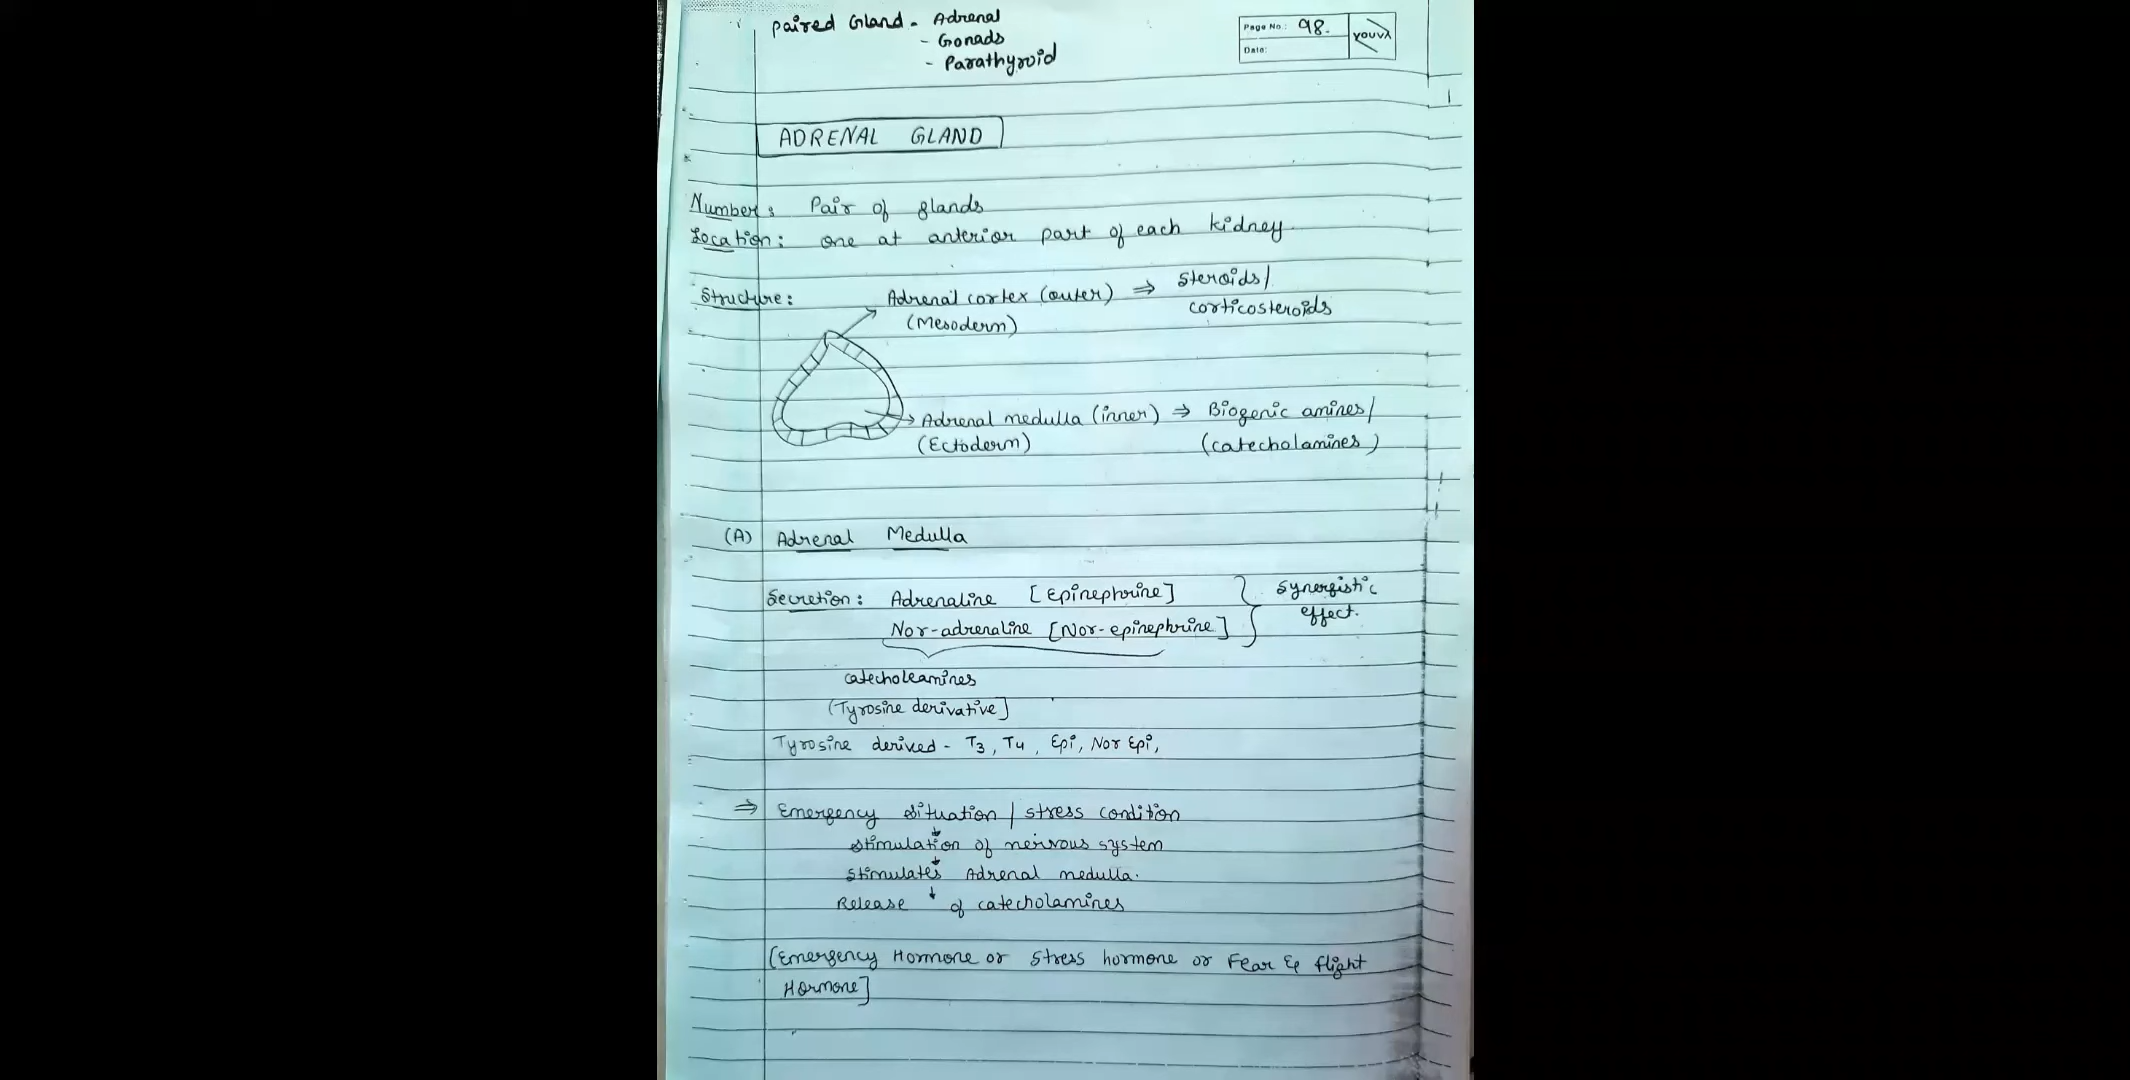 Paired Gland - Adrenal
- Gonads
- Parathyroid
Page No.: 98.
Date:
youva
ADRENAL GLAND
Number: Pair of glands
Location: one at anterior part of each kidney
Structure: Adrenal cortex (outer) ⇒ Steroids/
(Mesoderm) corticosteroids
Adrenal medulla (inner) ⇒ Biogenic amines/
(Ectoderm) (catecholamines)
(A) Adrenal Medulla
Secretion: Adrenaline [Epinephrine] } Synergistic
Nor-adrenaline [Nor-epinephrine] effect.
catecholeamines
(Tyrosine derivative]
Tyrosine derived - T3, T4, Epi, Nor Epi,
⇒ Emergency situation / stress condition
↓
stimulation of nervous system
↓
stimulates Adrenal medulla.
↓
Release of catecholamines
[Emergency Hormone or Stress hormone or Fear & flight
Hormone]